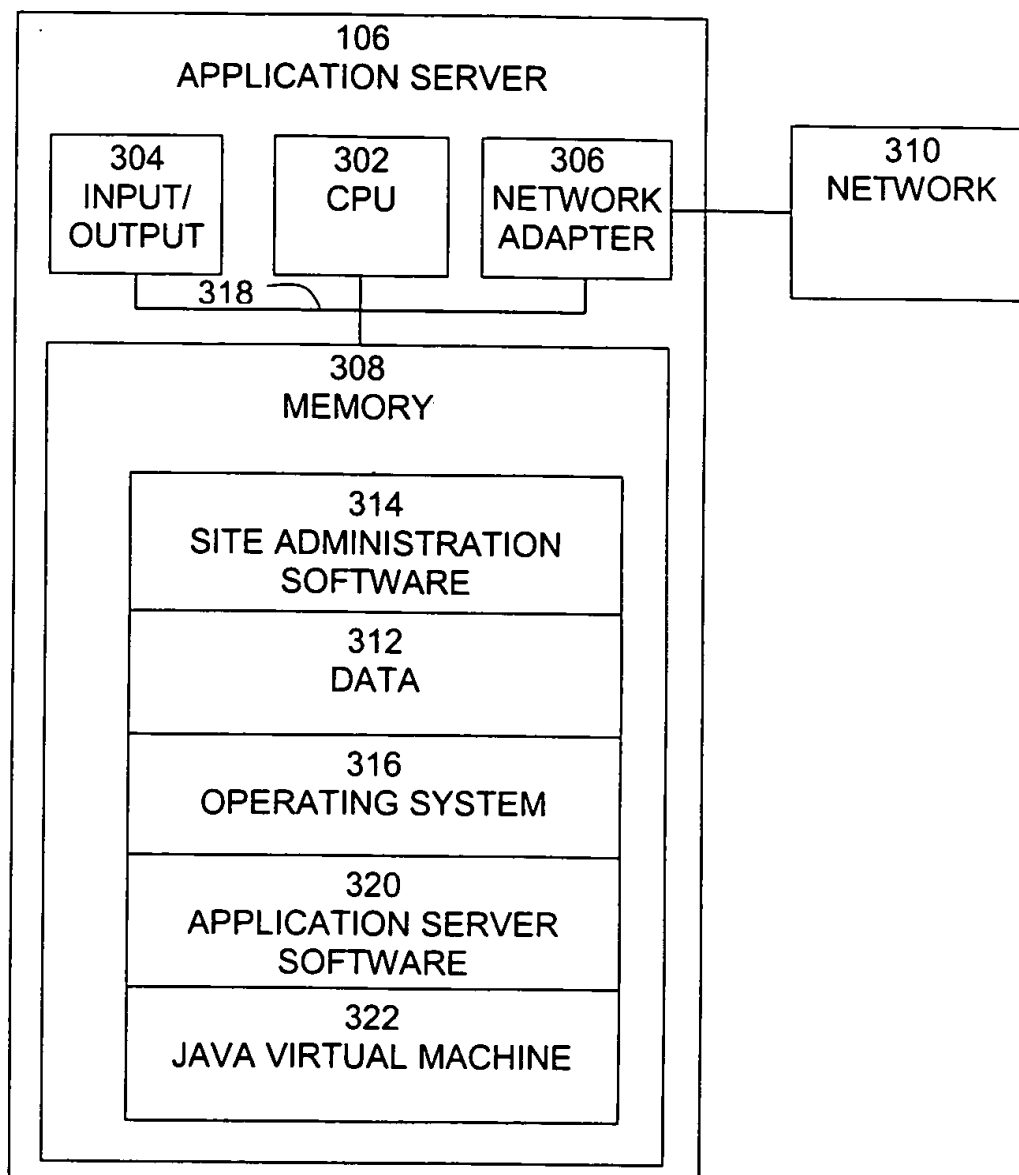 106
APPLICATION SERVER
304
INPUT/
OUTPUT
302
CPU
306
NETWORK
ADAPTER
310
NETWORK
318
308
MEMORY
314
SITE ADMINISTRATION
SOFTWARE
312
DATA
316
OPERATING SYSTEM
320
APPLICATION SERVER
SOFTWARE
322
JAVA VIRTUAL MACHINE